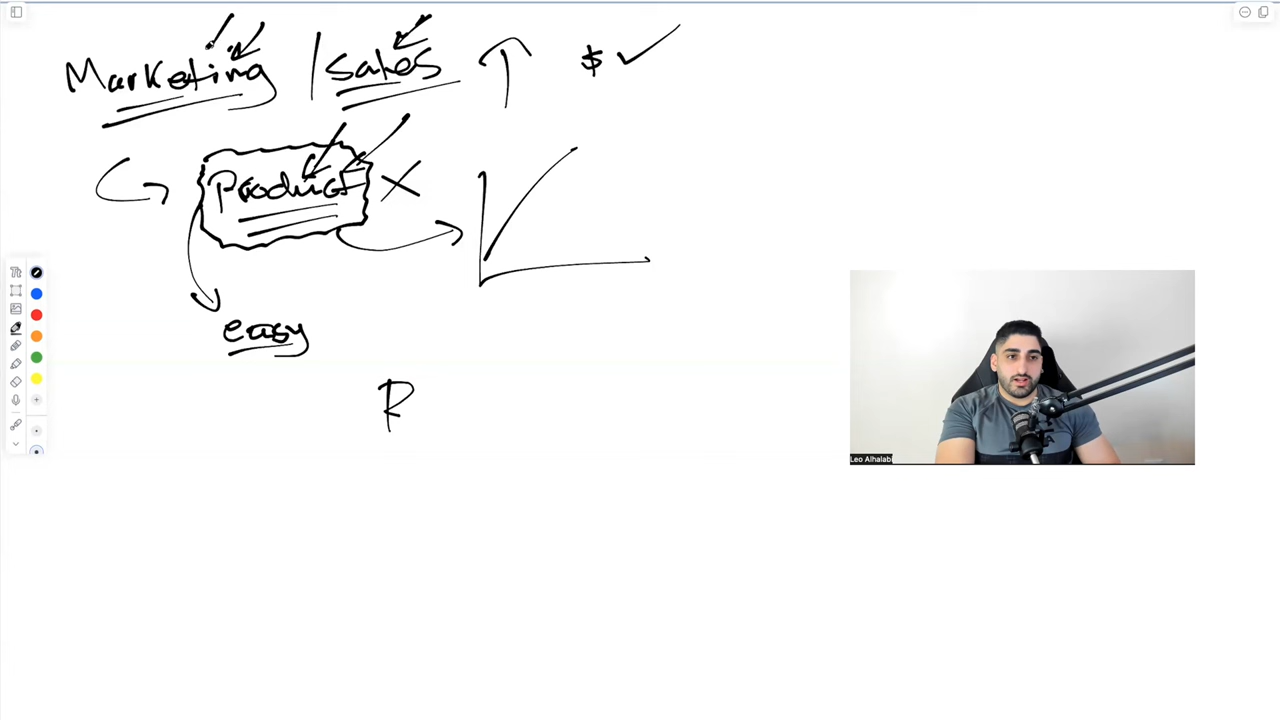 Marketing | Sales ↑ $ ✓
Product X
easy
R
Leo Alhalabi